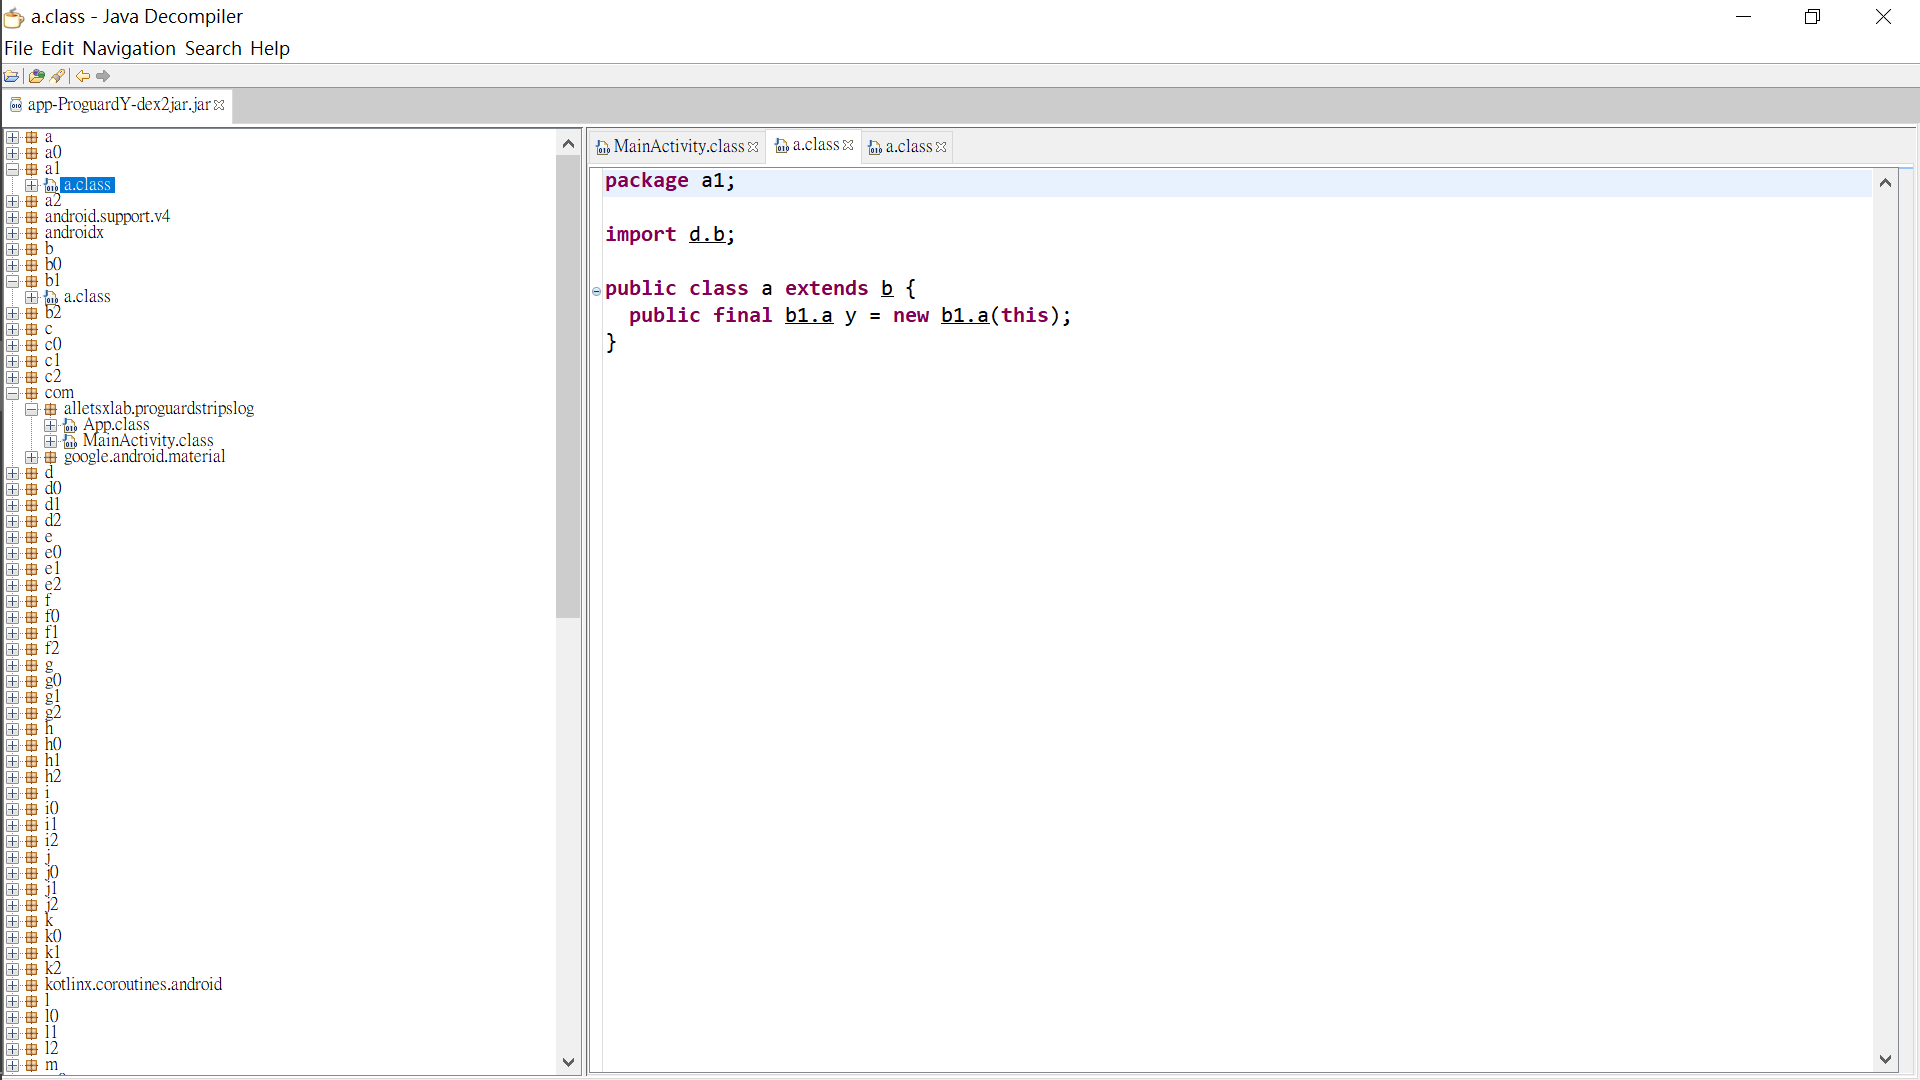 a.class - Java Decompiler
File Edit Navigation Search Help
app-ProguardY-dex2jar.jar
a
a0
a1
a.class
a2
android.support.v4
androidx
b
b0
b1
a.class
b2
c
c0
c1
c2
com
alletsxlab.proguardstripslog
App.class
MainActivity.class
google.android.material
d
d0
d1
d2
e
e0
e1
e2
f
f0
f1
f2
g
g0
g1
g2
h
h0
h1
h2
i
i0
i1
i2
j
j0
j1
j2
k
k0
k1
k2
kotlinx.coroutines.android
l
l0
l1
l2
m
MainActivity.class a.class a.class
package a1;
import d.b;
public class a extends b {
public final b1.a y = new b1.a(this);
}